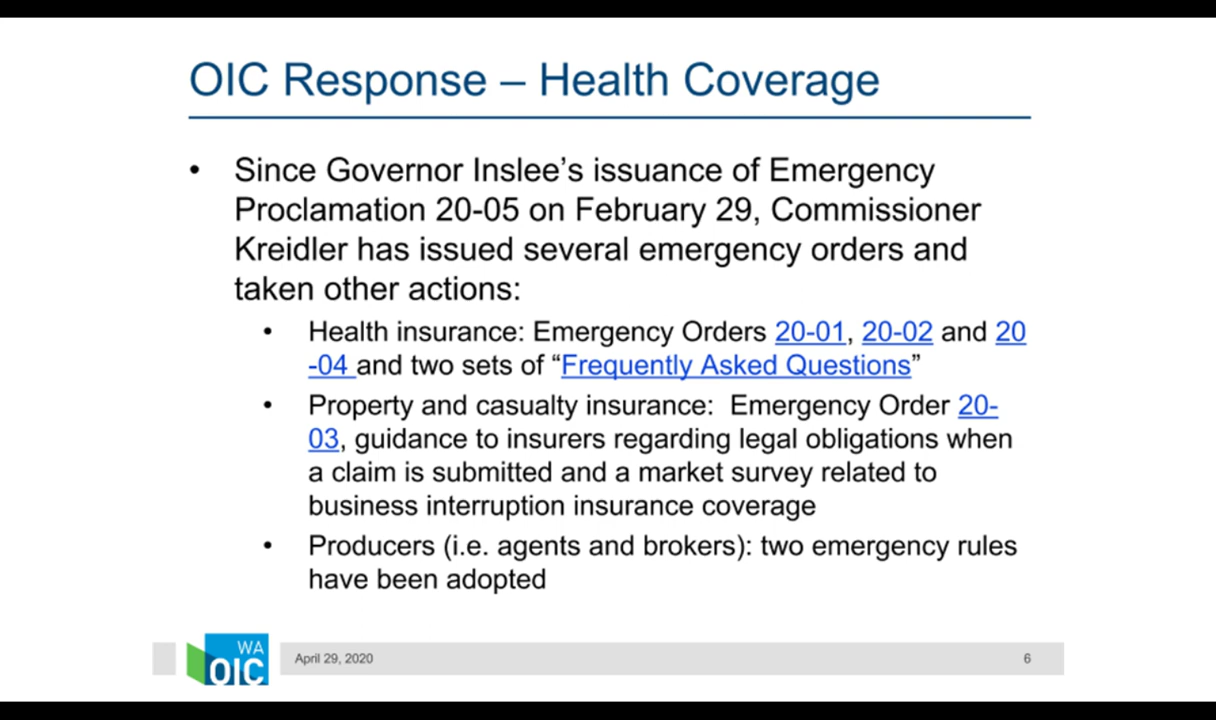 OIC Response – Health Coverage
• Since Governor Inslee’s issuance of Emergency
Proclamation 20-05 on February 29, Commissioner
Kreidler has issued several emergency orders and
taken other actions:
• Health insurance: Emergency Orders 20-01, 20-02 and 20
-04 and two sets of “Frequently Asked Questions”
• Property and casualty insurance:  Emergency Order 20-
03, guidance to insurers regarding legal obligations when
a claim is submitted and a market survey related to
business interruption insurance coverage
• Producers (i.e. agents and brokers): two emergency rules
have been adopted
WA
OIC
April 29, 2020
6